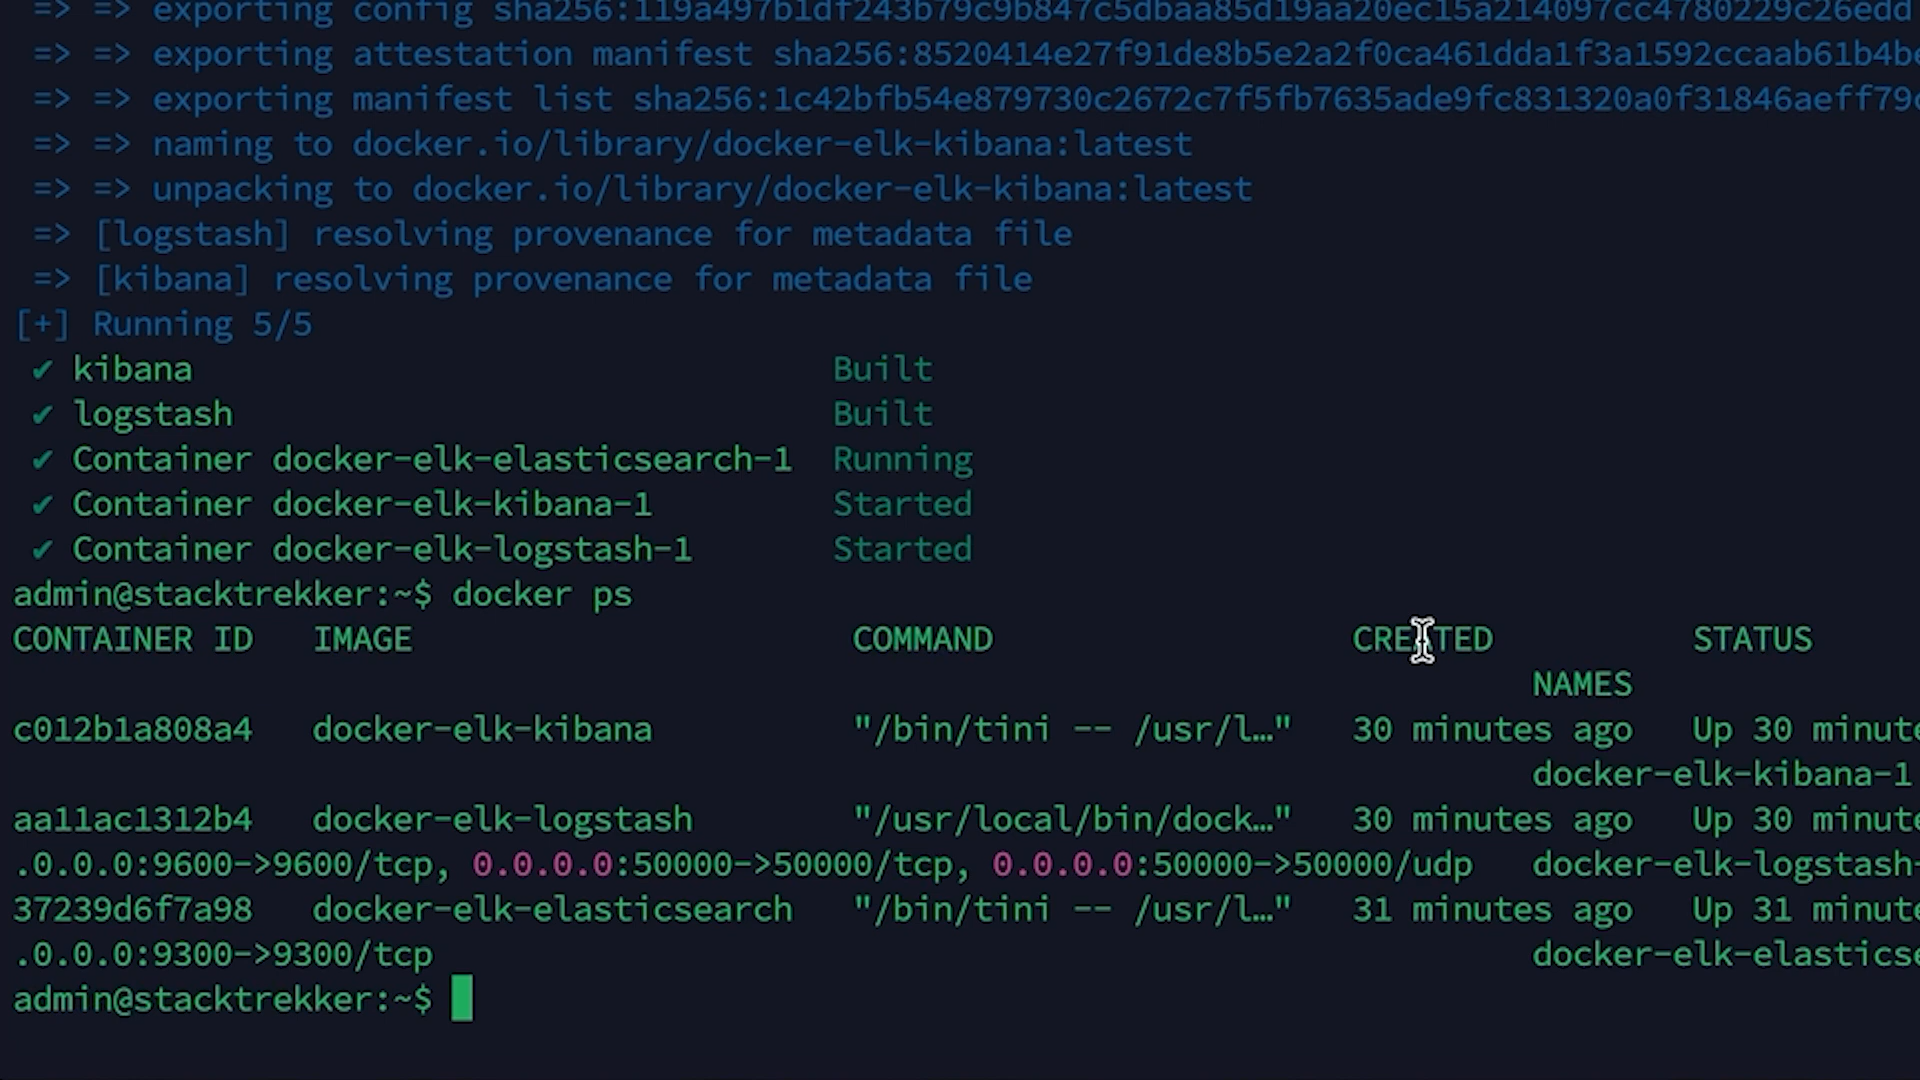 => => exporting config sha256:119a497b1df243b79c9b847c5dbaa85d19aa20ec15a214097cc4780229c26edd
=> => exporting attestation manifest sha256:8520414e27f91de8b5e2a2f0ca461dda1f3a1592ccaab61b4b
=> => exporting manifest list sha256:1c42bfb54e879730c2672c7f5fb7635ade9fc831320a0f31846aeff79
=> => naming to docker.io/library/docker-elk-kibana:latest
=> => unpacking to docker.io/library/docker-elk-kibana:latest
=> [logstash] resolving provenance for metadata file
=> [kibana] resolving provenance for metadata file
[+] Running 5/5
✔ kibana Built
✔ logstash Built
✔ Container docker-elk-elasticsearch-1 Running
✔ Container docker-elk-kibana-1 Started
✔ Container docker-elk-logstash-1 Started
admin@stacktrekker:~$ docker ps
CONTAINER ID IMAGE COMMAND CREATED STATUS
NAMES
c012b1a808a4 docker-elk-kibana "/bin/tini -- /usr/l…" 30 minutes ago Up 30 minute
docker-elk-kibana-1
aa11ac1312b4 docker-elk-logstash "/usr/local/bin/dock…" 30 minutes ago Up 30 minute
.0.0.0:9600->9600/tcp, 0.0.0.0:50000->50000/tcp, 0.0.0.0:50000->50000/udp docker-elk-logstash-
37239d6f7a98 docker-elk-elasticsearch "/bin/tini -- /usr/l…" 31 minutes ago Up 31 minute
.0.0.0:9300->9300/tcp docker-elk-elasticse
admin@stacktrekker:~$